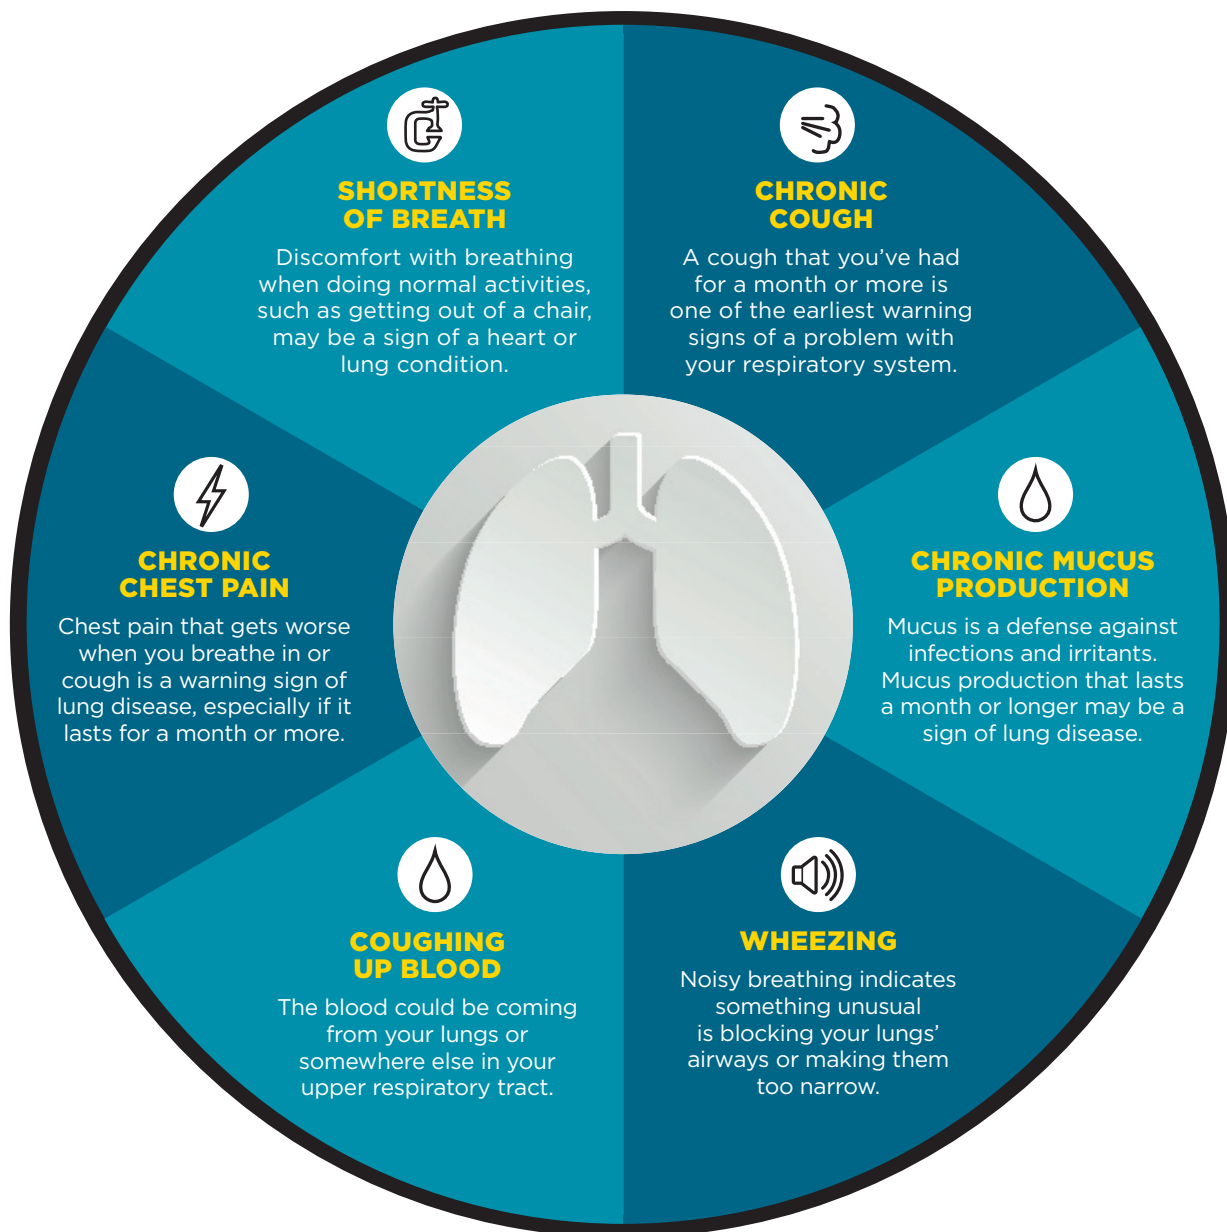 SHORTNESS
OF BREATH
Discomfort with breathing
when doing normal activities,
such as getting out of a chair,
may be a sign of a heart or
lung condition.
CHRONIC
COUGH
A cough that you’ve had
for a month or more is
one of the earliest warning
signs of a problem with
your respiratory system.
CHRONIC
CHEST PAIN
Chest pain that gets worse
when you breathe in or
cough is a warning sign of
lung disease, especially if it
lasts for a month or more.
CHRONIC MUCUS
PRODUCTION
Mucus is a defense against
infections and irritants.
Mucus production that lasts
a month or longer may be a
sign of lung disease.
COUGHING
UP BLOOD
The blood could be coming
from your lungs or
somewhere else in your
upper respiratory tract.
WHEEZING
Noisy breathing indicates
something unusual
is blocking your lungs’
airways or making them
too narrow.